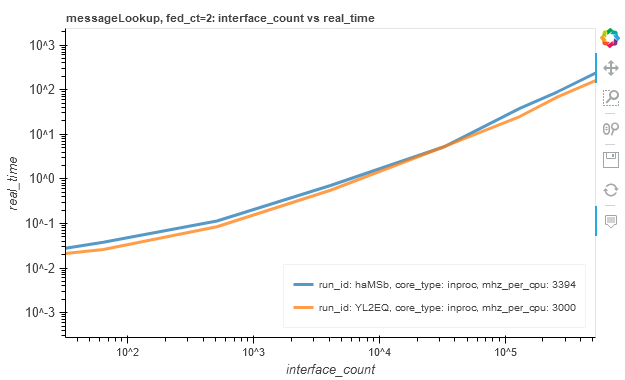 messageLookup, fed_ct=2: interface_count vs real_time
10^3
10^2
10^1
10^0
10^-1
10^-2
10^-3
real_time
run_id: haMSb, core_type: inproc, mhz_per_cpu: 3394
run_id: YL2EQ, core_type: inproc, mhz_per_cpu: 3000
10^2
10^3
10^4
10^5
interface_count